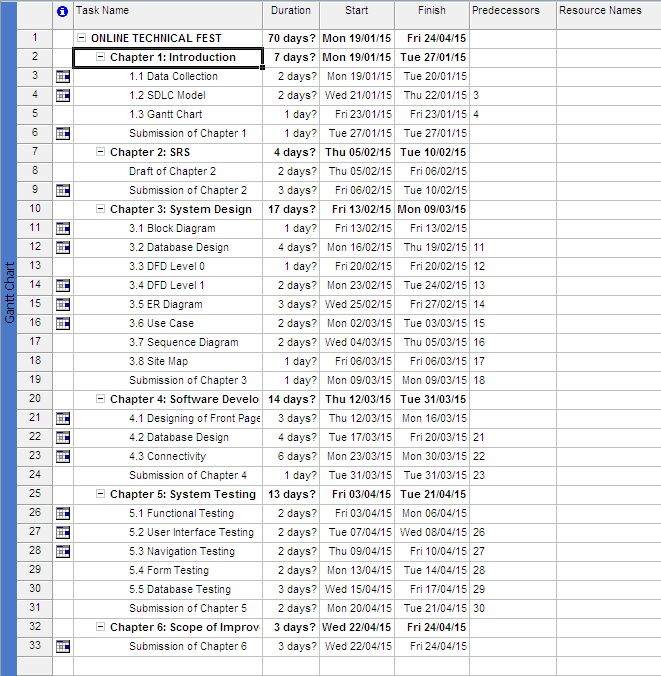 Task Name Duration Start Finish Predecessors Resource Names
1 ONLINE TECHNICAL FEST 70 days? Mon 19/01/15 Fri 24/04/15
2 Chapter 1: Introduction 7 days? Mon 19/01/15 Tue 27/01/15
3 1.1 Data Collection 2 days? Mon 19/01/15 Tue 20/01/15
4 1.2 SDLC Model 2 days? Wed 21/01/15 Thu 22/01/15 3
5 1.3 Gantt Chart 1 day? Fri 23/01/15 Fri 23/01/15 4
6 Submission of Chapter 1 1 day? Tue 27/01/15 Tue 27/01/15
7 Chapter 2: SRS 4 days? Thu 05/02/15 Tue 10/02/15
8 Draft of Chapter 2 2 days? Thu 05/02/15 Fri 06/02/15
9 Submission of Chapter 2 3 days? Fri 06/02/15 Tue 10/02/15
10 Chapter 3: System Design 17 days? Fri 13/02/15 Mon 09/03/15
11 3.1 Block Diagram 1 day? Fri 13/02/15 Fri 13/02/15
12 3.2 Database Design 4 days? Mon 16/02/15 Thu 19/02/15 11
13 3.3 DFD Level 0 1 day? Fri 20/02/15 Fri 20/02/15 12
14 3.4 DFD Level 1 2 days? Mon 23/02/15 Tue 24/02/15 13
15 3.5 ER Diagram 3 days? Wed 25/02/15 Fri 27/02/15 14
16 3.6 Use Case 2 days? Mon 02/03/15 Tue 03/03/15 15
17 3.7 Sequence Diagram 2 days? Wed 04/03/15 Thu 05/03/15 16
18 3.8 Site Map 1 day? Fri 06/03/15 Fri 06/03/15 17
19 Submission of Chapter 3 1 day? Mon 09/03/15 Mon 09/03/15 18
20 Chapter 4: Software Develo 14 days? Thu 12/03/15 Tue 31/03/15
21 4.1 Designing of Front Page 3 days? Thu 12/03/15 Mon 16/03/15
22 4.2 Database Design 4 days? Tue 17/03/15 Fri 20/03/15 21
23 4.3 Connectivity 6 days? Mon 23/03/15 Mon 30/03/15 22
24 Submission of Chapter 4 1 day? Tue 31/03/15 Tue 31/03/15 23
25 Chapter 5: System Testing 13 days? Fri 03/04/15 Tue 21/04/15
26 5.1 Functional Testing 2 days? Fri 03/04/15 Mon 06/04/15
27 5.2 User Interface Testing 2 days? Tue 07/04/15 Wed 08/04/15 26
28 5.3 Navigation Testing 2 days? Thu 09/04/15 Fri 10/04/15 27
29 5.4 Form Testing 2 days? Mon 13/04/15 Tue 14/04/15 28
30 5.5 Database Testing 3 days? Wed 15/04/15 Fri 17/04/15 29
31 Submission of Chapter 5 2 days? Mon 20/04/15 Tue 21/04/15 30
32 Chapter 6: Scope of Improv 3 days? Wed 22/04/15 Fri 24/04/15
33 Submission of Chapter 6 3 days? Wed 22/04/15 Fri 24/04/15
Gantt Chart